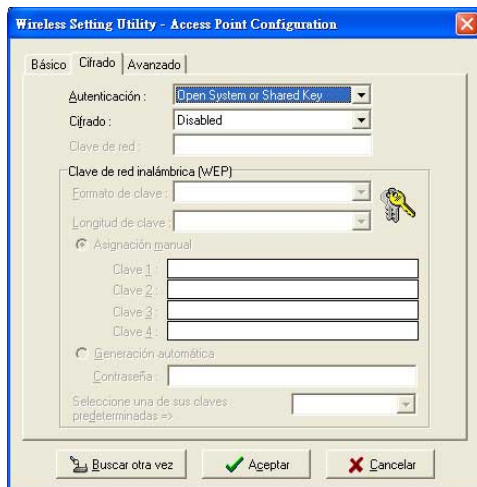 Wireless Setting Utility - Access Point Configuration
Básico Cifrado Avanzado
Autenticación : Open System or Shared Key
Cifrado : Disabled
Clave de red :
Clave de red inalámbrica (WEP)
Formato de clave :
Longitud de clave :
Asignación manual
Clave 1 :
Clave 2 :
Clave 3 :
Clave 4 :
Generación automática
Contraseña :
Seleccione una de sus claves
predeterminadas =>
Buscar otra vez Aceptar Cancelar